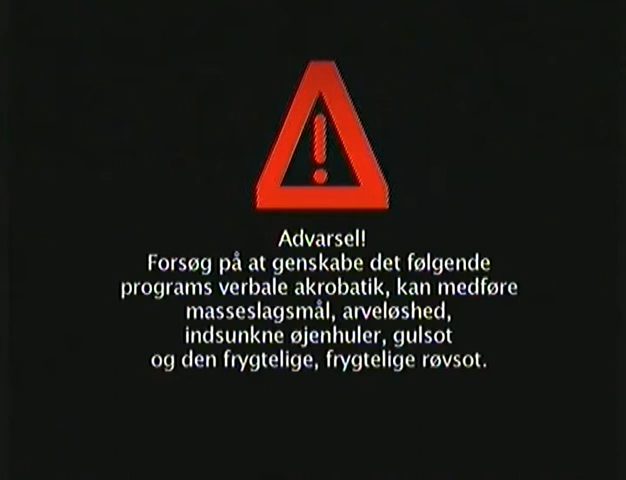 Advarsel!
Forsøg på at genskabe det følgende
programs verbale akrobatik, kan medføre
masseslagsmål, arveløshed,
indsunkne øjenhuler, gulsot
og den frygtelige, frygtelige røvsot.